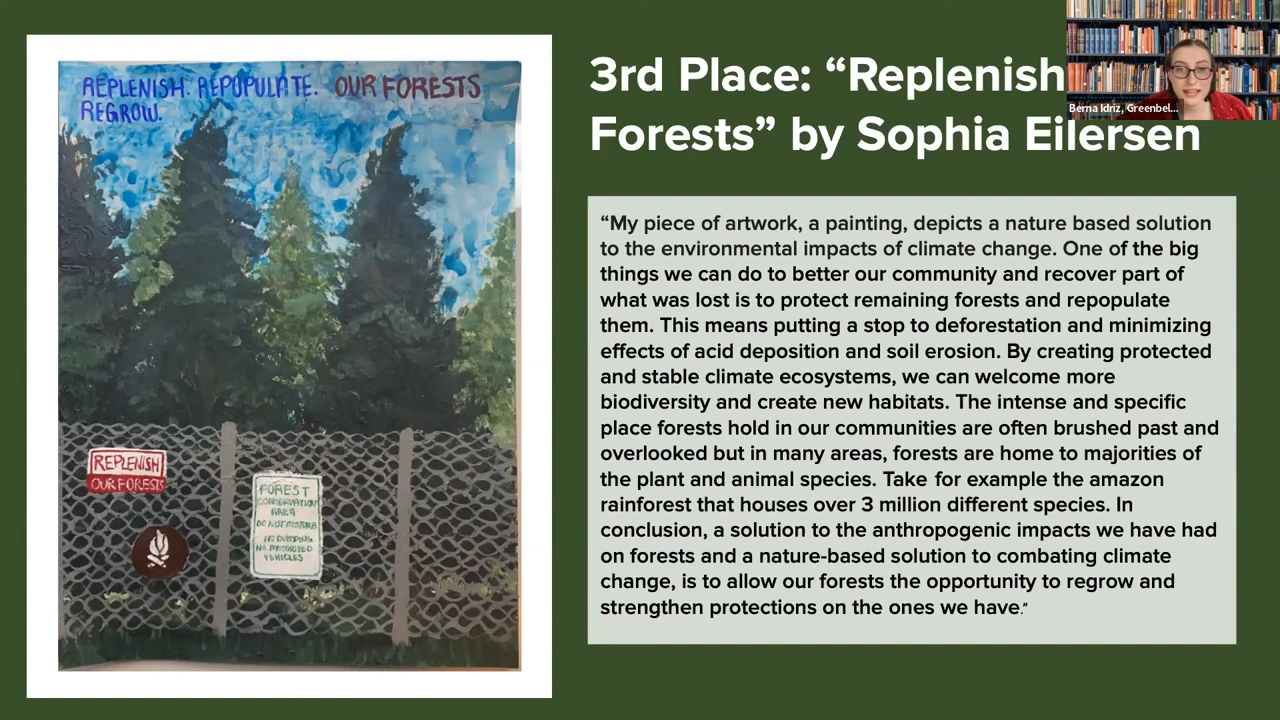 3rd Place: “Replenish
Forests” by Sophia Eilersen
Berna Idriz, Greenbel...
REPLENISH. REPOPULATE. OUR FORESTS
REGROW.
REPLENISH
OUR FORESTS
FOREST
CONSERVATION
AREA
DO NOT DISTURB
NO DUMPING
NO MOTORIZED
VEHICLES
“My piece of artwork, a painting, depicts a nature based solution
to the environmental impacts of climate change. One of the big
things we can do to better our community and recover part of
what was lost is to protect remaining forests and repopulate
them. This means putting a stop to deforestation and minimizing
effects of acid deposition and soil erosion. By creating protected
and stable climate ecosystems, we can welcome more
biodiversity and create new habitats. The intense and specific
place forests hold in our communities are often brushed past and
overlooked but in many areas, forests are home to majorities of
the plant and animal species. Take for example the amazon
rainforest that houses over 3 million different species. In
conclusion, a solution to the anthropogenic impacts we have had
on forests and a nature-based solution to combating climate
change, is to allow our forests the opportunity to regrow and
strengthen protections on the ones we have.”